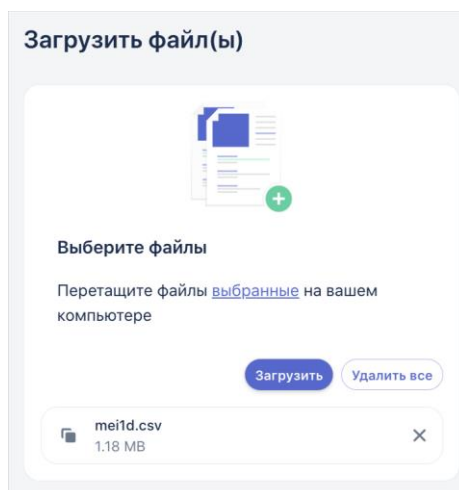 Загрузить файл(ы)
Выберите файлы
Перетащите файлы выбранные на вашем
компьютере
Загрузить
Удалить все
mei1d.csv
1.18 MB